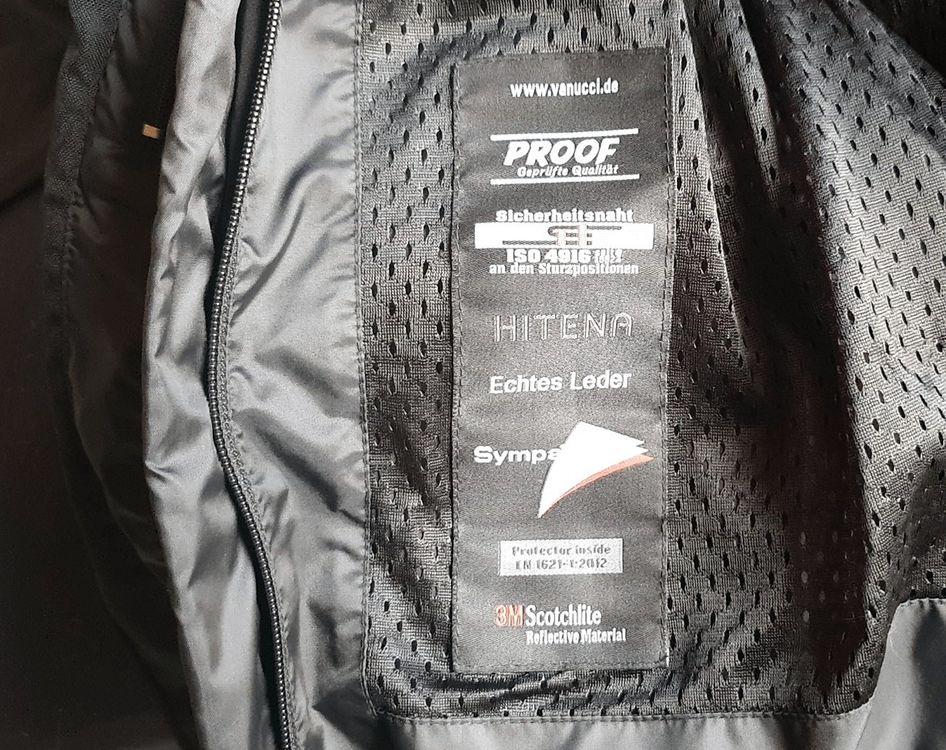 www.vanucci.de
PROOF
Geprüfte Qualität
Sicherheitsnaht
ISO 4916
an den Sturzpositionen
HITENA
Echtes Leder
Sympa
Protector inside
EN 1621-1:2012
3M Scotchlite
Reflective Material